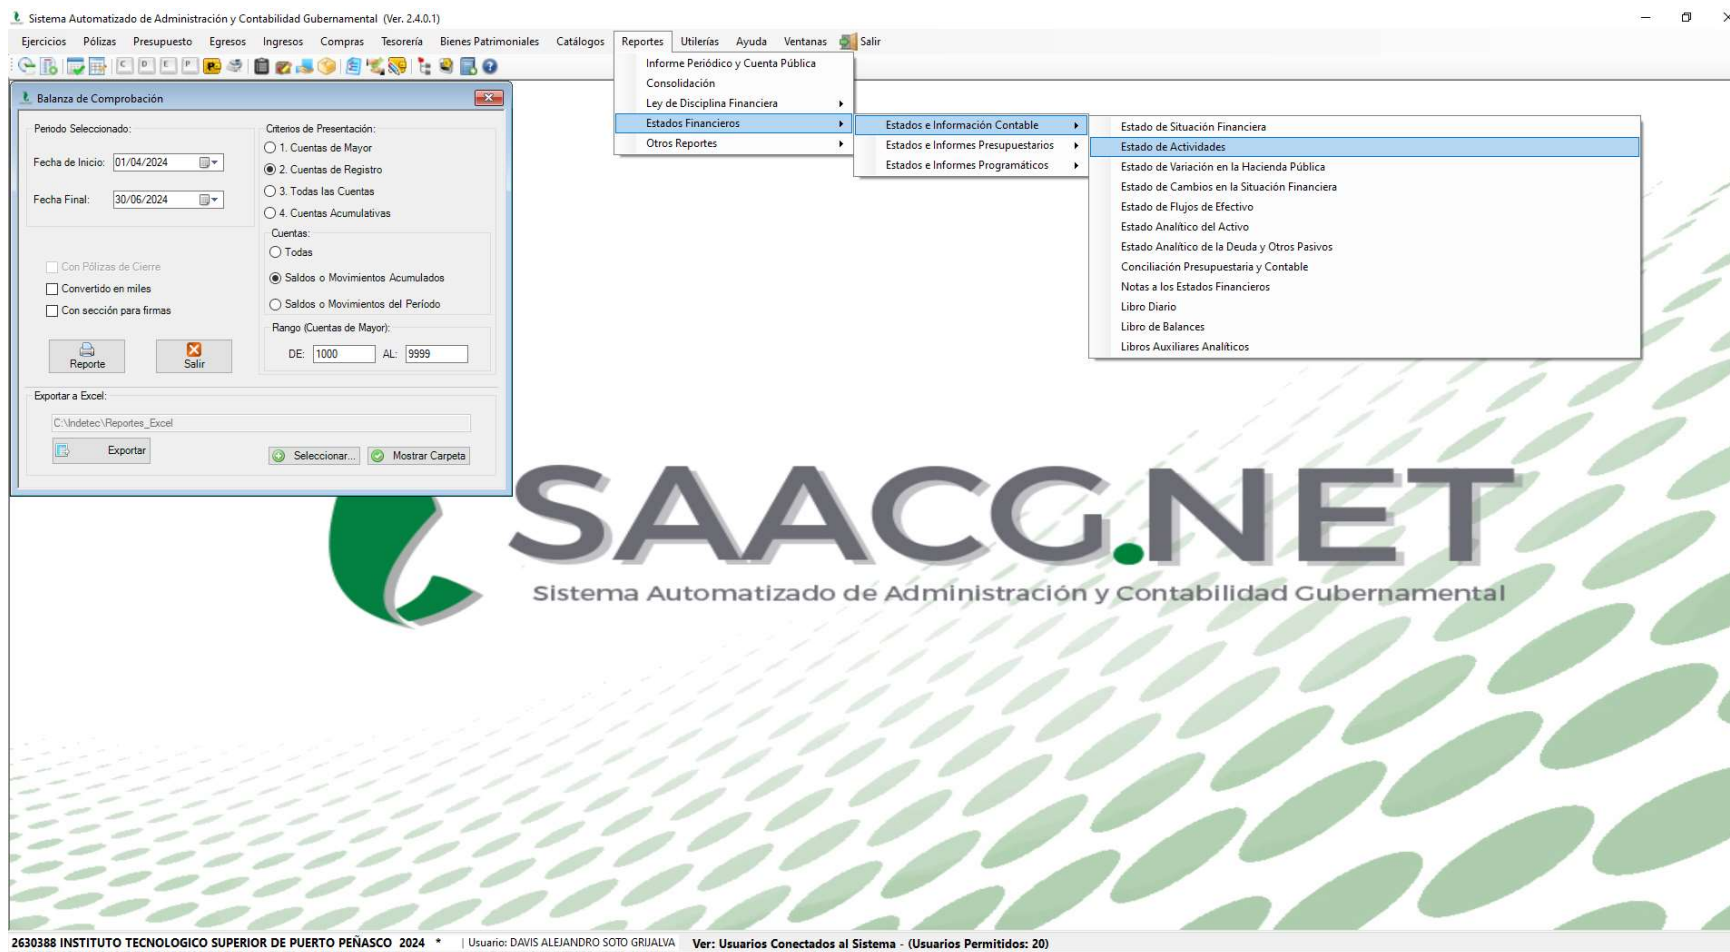 Sistema Automatizado de Administración y Contabilidad Gubernamental (Ver. 2.4.0.1)
Ejercicios Pólizas Presupuesto Egresos Ingresos Compras Tesorería Bienes Patrimoniales Catálogos Reportes Utilerías Ayuda Ventanas Salir
C D E P
Informe Periódico y Cuenta Pública
Consolidación
Ley de Disciplina Financiera
Estados Financieros
Otros Reportes
Estados e Información Contable
Estados e Informes Presupuestarios
Estados e Informes Programáticos
Estado de Situación Financiera
Estado de Actividades
Estado de Variación en la Hacienda Pública
Estado de Cambios en la Situación Financiera
Estado de Flujos de Efectivo
Estado Analítico del Activo
Estado Analítico de la Deuda y Otros Pasivos
Conciliación Presupuestaria y Contable
Notas a los Estados Financieros
Libro Diario
Libro de Balances
Libros Auxiliares Analíticos
Balanza de Comprobación
Periodo Seleccionado:
Fecha de Inicio: 01/04/2024
Fecha Final: 30/06/2024
Con Pólizas de Cierre
Convertido en miles
Con sección para firmas
Reporte Salir
Criterios de Presentación:
1. Cuentas de Mayor
2. Cuentas de Registro
3. Todas las Cuentas
4. Cuentas Acumulativas
Cuentas:
Todas
Saldos o Movimientos Acumulados
Saldos o Movimientos del Período
Rango (Cuentas de Mayor):
DE: 1000 AL: 9999
Exportar a Excel:
C:\Indetec\Reportes_Excel
Exportar Seleccionar... Mostrar Carpeta
SAACG.NET
Sistema Automatizado de Administración y Contabilidad Gubernamental
2630388 INSTITUTO TECNOLOGICO SUPERIOR DE PUERTO PEÑASCO 2024 * | Usuario: DAVIS ALEJANDRO SOTO GRIJALVA Ver: Usuarios Conectados al Sistema - (Usuarios Permitidos: 20)